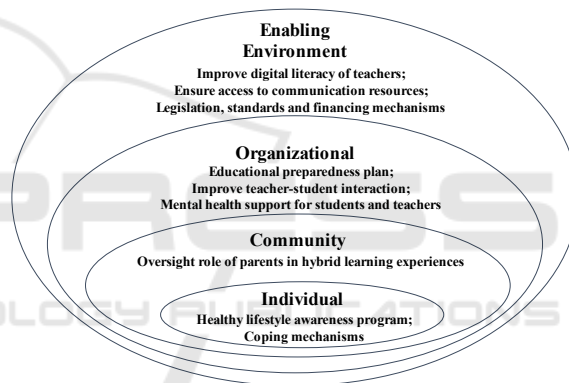 Enabling
Environment
Improve digital literacy of teachers;
Ensure access to communication resources;
Legislation, standards and financing mechanisms
Organizational
Educational preparedness plan;
Improve teacher-student interaction;
Mental health support for students and teachers
Community
Oversight role of parents in hybrid learning experiences
Individual
Healthy lifestyle awareness program;
Coping mechanisms